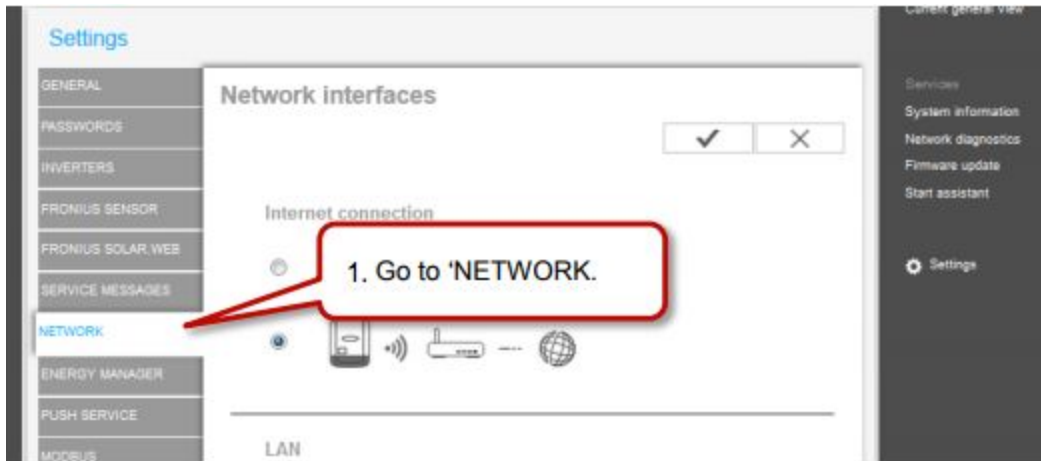 Current general View
Settings
GENERAL
PASSWORDS
INVERTERS
FRONIUS SENSOR
FRONIUS SOLAR.WEB
SERVICE MESSAGES
NETWORK
ENERGY MANAGER
PUSH SERVICE
MODBUS
Network interfaces
Internet connection
1. Go to ‘NETWORK.
LAN
Services
System information
Network diagnostics
Firmware update
Start assistant
Settings